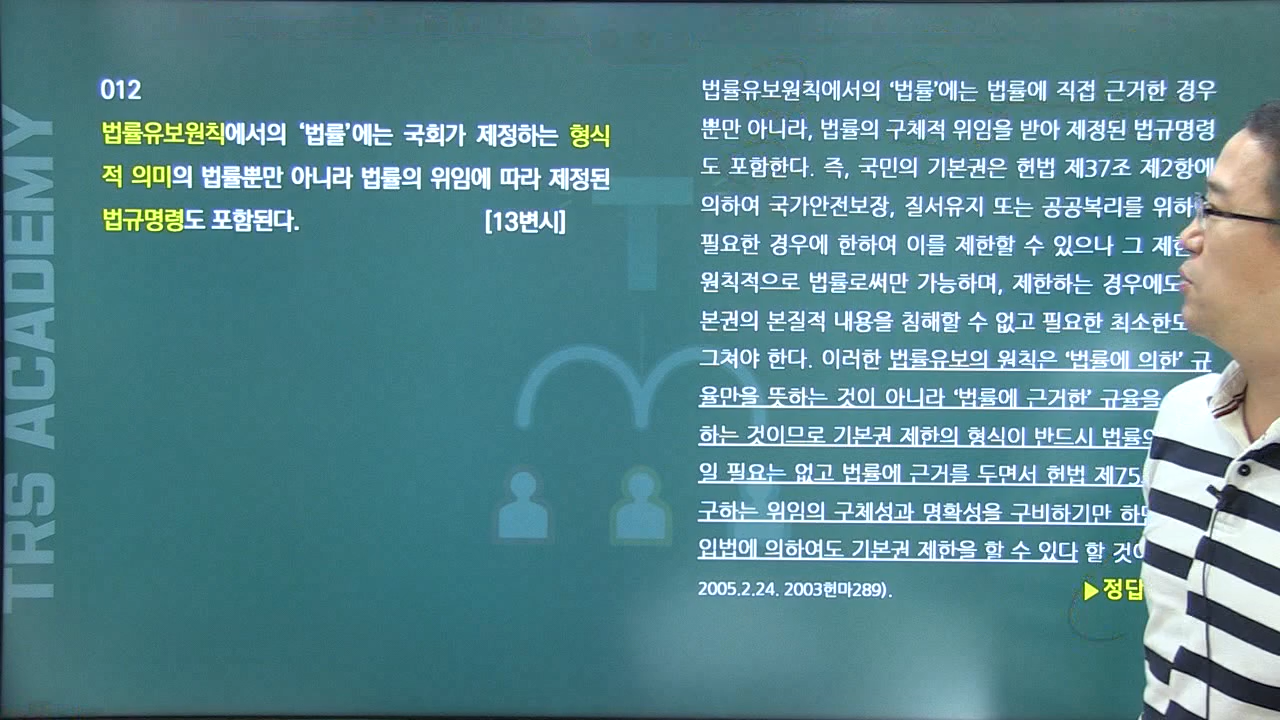 TRS ACADEMY
012
법률유보원칙에서의 ‘법률’에는 국회가 제정하는 형식
적 의미의 법률뿐만 아니라 법률의 위임에 따라 제정된
법규명령도 포함된다. [13변시]
법률유보원칙에서의 ‘법률’에는 법률에 직접 근거한 경우
뿐만 아니라, 법률의 구체적 위임을 받아 제정된 법규명령
도 포함한다. 즉, 국민의 기본권은 헌법 제37조 제2항에
의하여 국가안전보장, 질서유지 또는 공공복리를 위하
필요한 경우에 한하여 이를 제한할 수 있으나 그 제한
원칙적으로 법률로써만 가능하며, 제한하는 경우에도
본권의 본질적 내용을 침해할 수 없고 필요한 최소한도
그쳐야 한다. 이러한 법률유보의 원칙은 ‘법률에 의한’ 규
율만을 뜻하는 것이 아니라 ‘법률에 근거한’ 규율을
하는 것이므로 기본권 제한의 형식이 반드시 법률의
일 필요는 없고 법률에 근거를 두면서 헌법 제75
구하는 위임의 구체성과 명확성을 구비하기만 하면
입법에 의하여도 기본권 제한을 할 수 있다 할 것이
2005.2.24. 2003헌마289).
▶정답